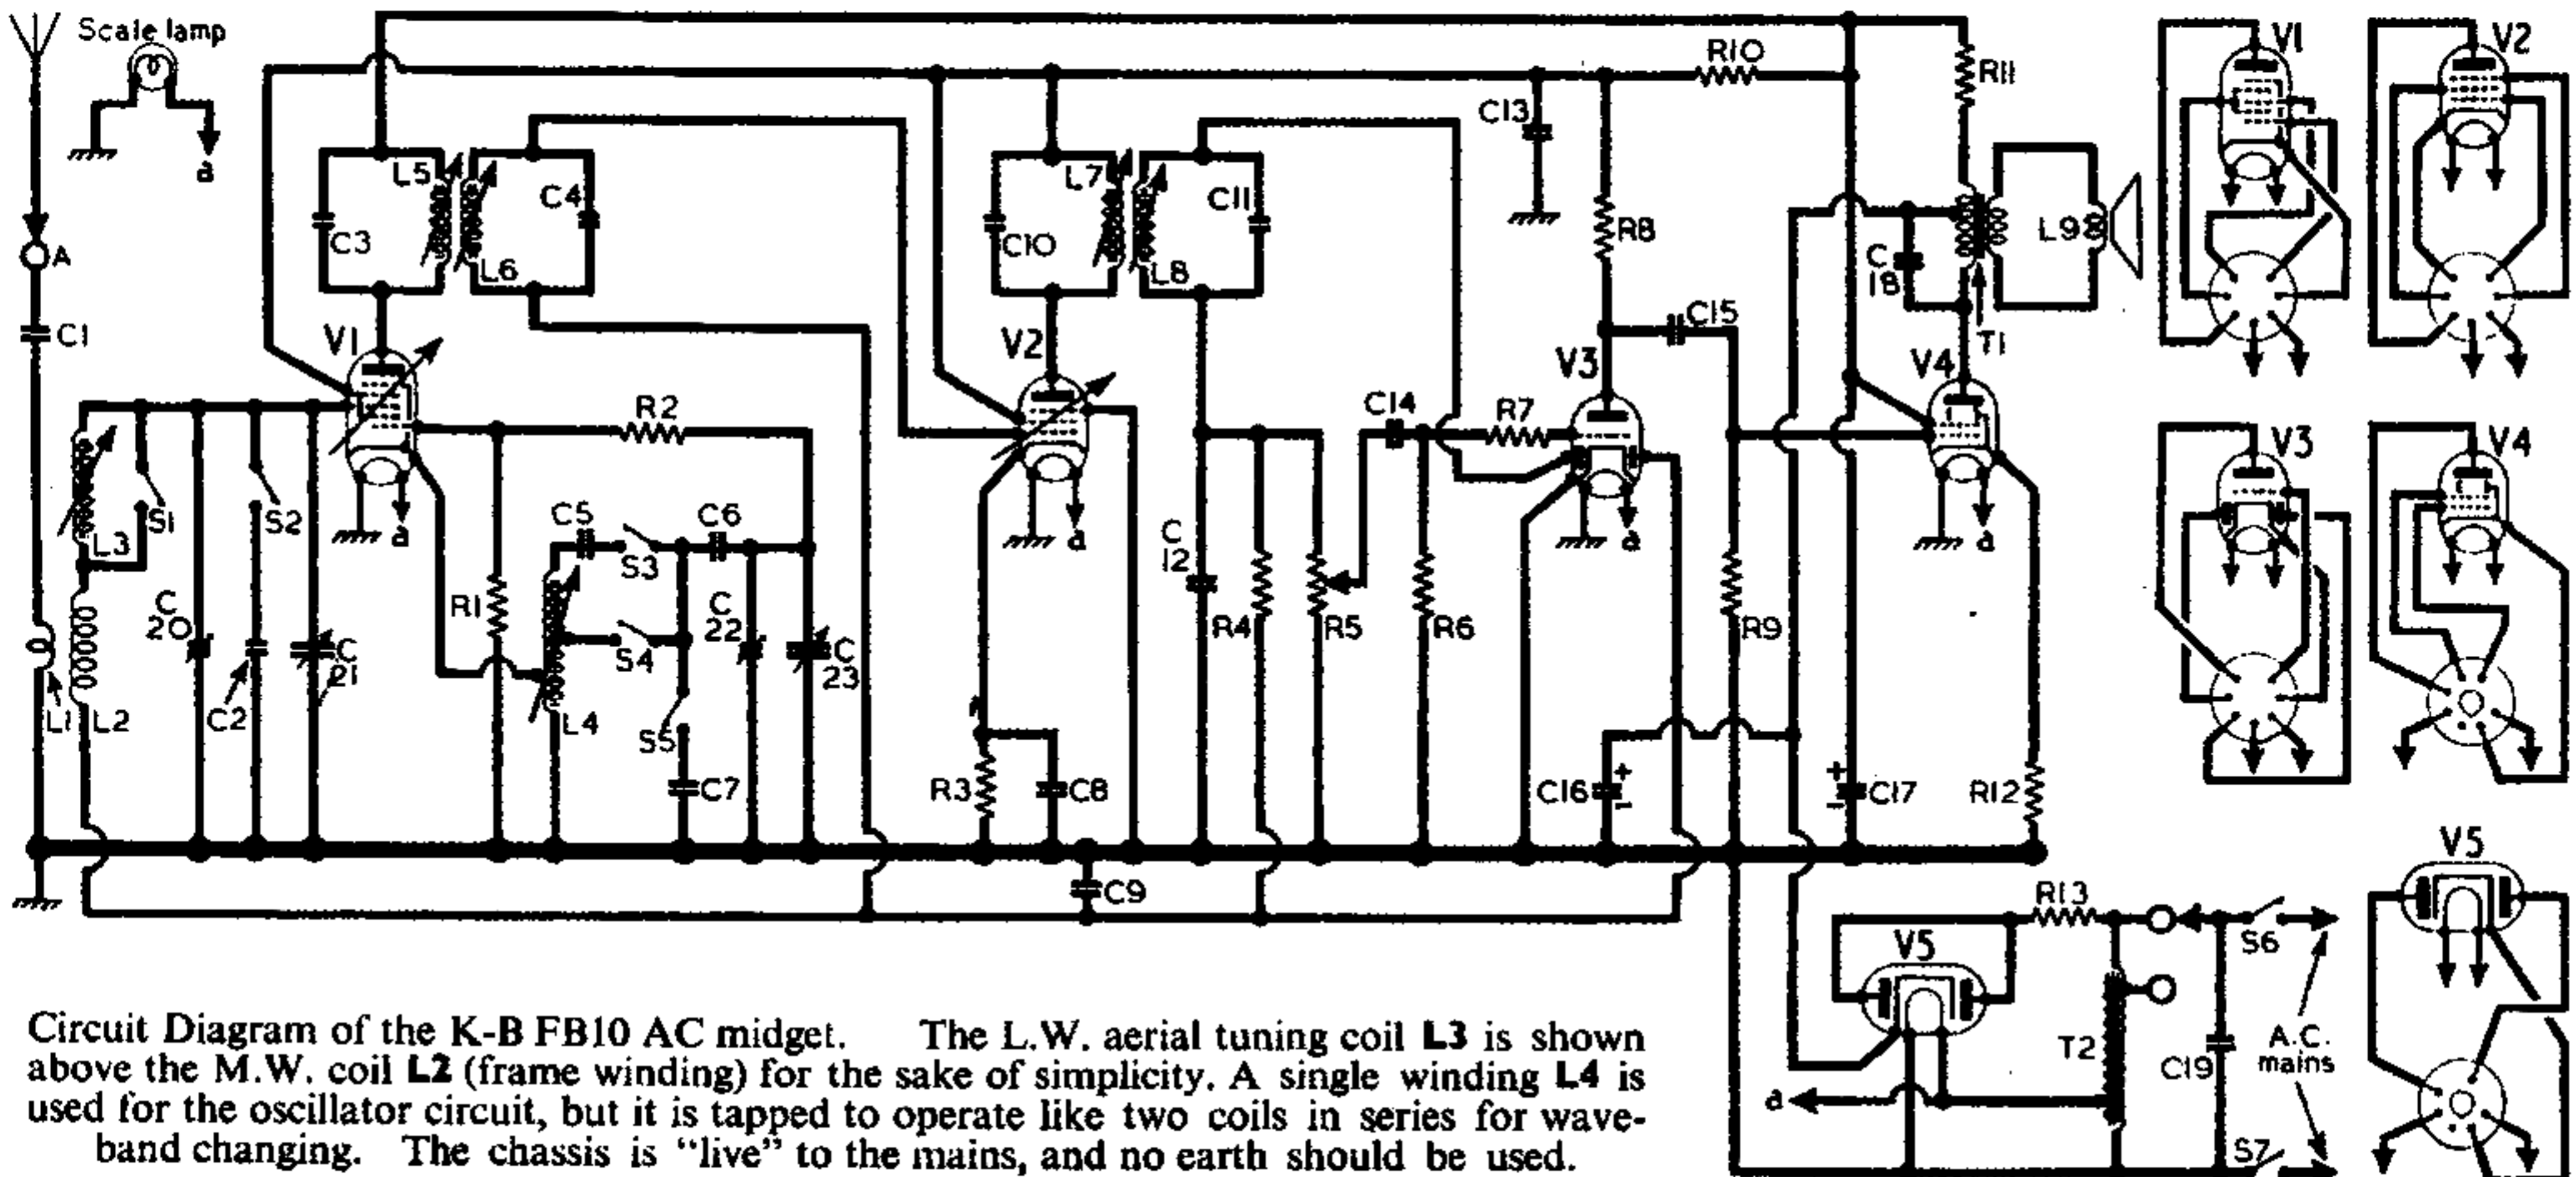 Scale lamp
a
A
C1
L1
L2
L3
S1
C 20
S2
C2
C 21
C3
L5
L6
C4
V1
a
R2
R1
C5
S3
C6
L4
S4
S5
C7
C 22
C 23
C10
L7
L8
C11
V2
a
R3
C8
C9
C 12
R4
R5
C14
R6
R7
C13
R8
R10
C15
V3
a
R9
C16
+
-
C17
+
-
R11
C 18
T1
L9
V4
a
R12
V5
R13
T2
a
C19
S6
S7
A.C. mains
V1
V2
V3
V4
V5
Circuit Diagram of the K-B FB10 AC midget. The L.W. aerial tuning coil L3 is shown
above the M.W. coil L2 (frame winding) for the sake of simplicity. A single winding L4 is
used for the oscillator circuit, but it is tapped to operate like two coils in series for wave-
band changing. The chassis is "live" to the mains, and no earth should be used.